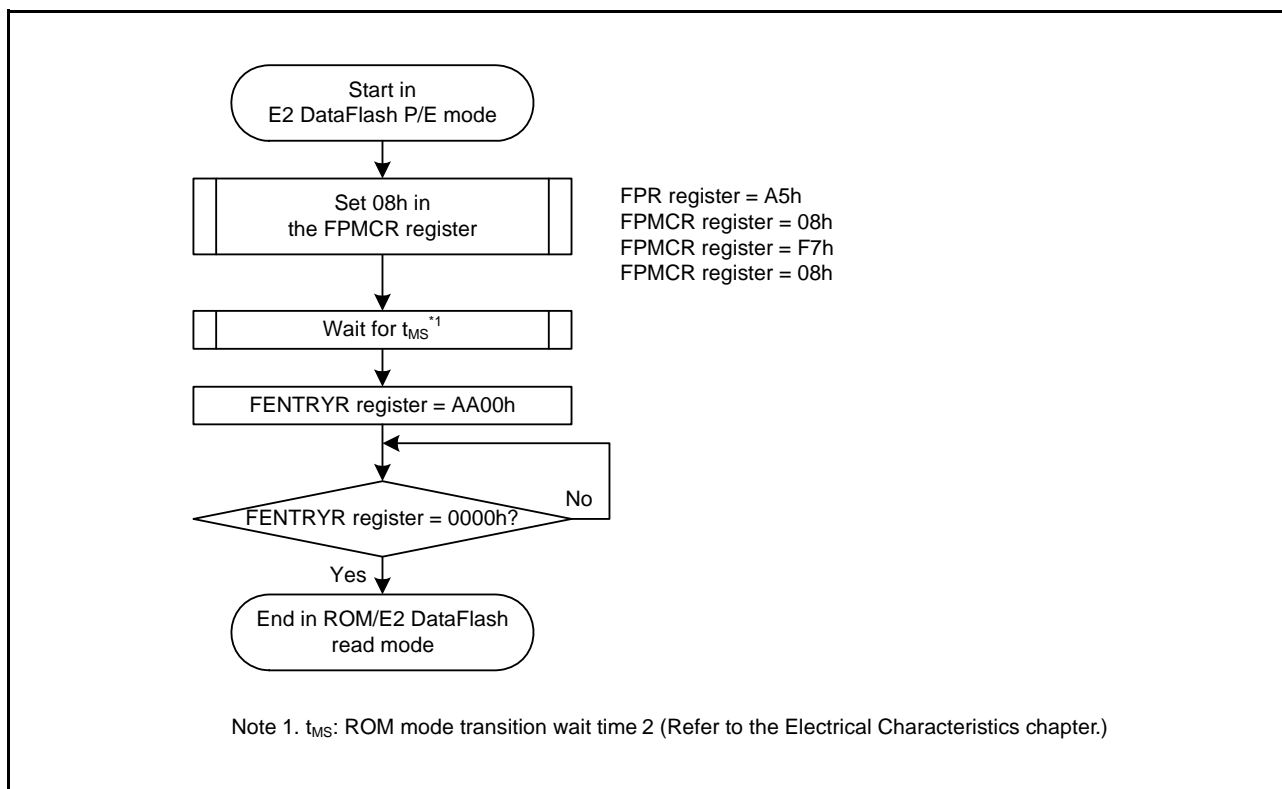 Start in
E2 DataFlash P/E mode
Set 08h in
the FPMCR register
FPR register = A5h
FPMCR register = 08h
FPMCR register = F7h
FPMCR register = 08h
Wait for tMS*1
FENTRYR register = AA00h
FENTRYR register = 0000h?
No
Yes
End in ROM/E2 DataFlash
read mode
Note 1. tMS: ROM mode transition wait time 2 (Refer to the Electrical Characteristics chapter.)